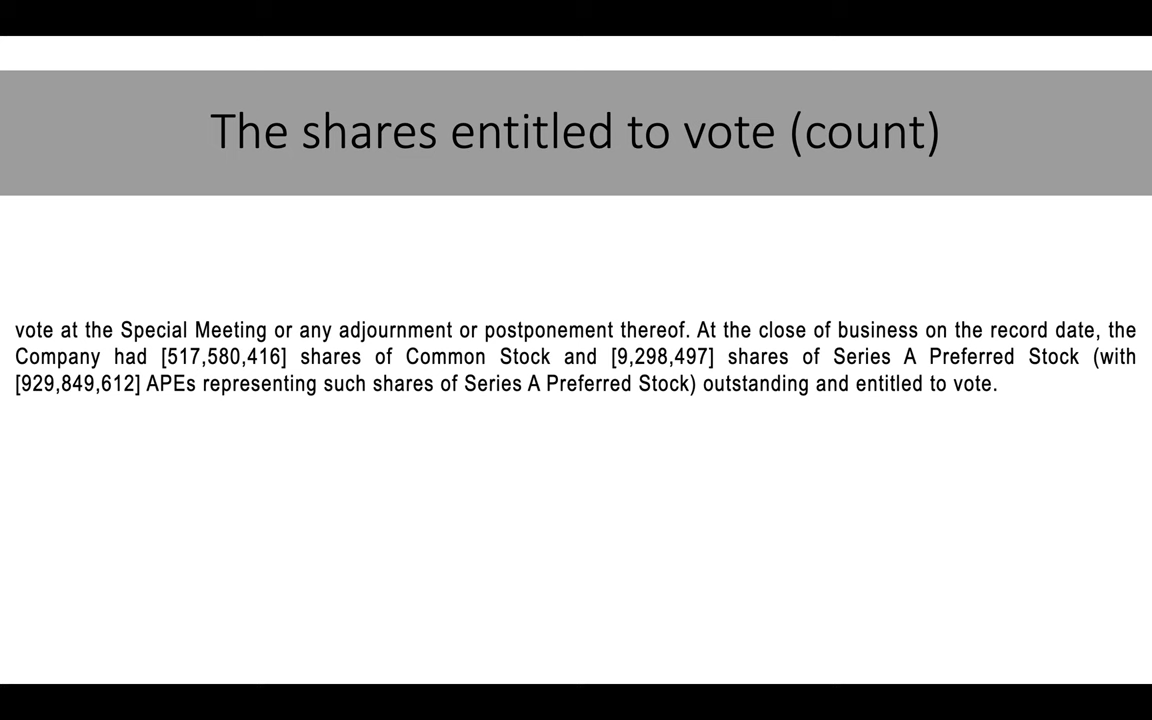 The shares entitled to vote (count)
vote at the Special Meeting or any adjournment or postponement thereof. At the close of business on the record date, the
Company had [517,580,416] shares of Common Stock and [9,298,497] shares of Series A Preferred Stock (with
[929,849,612] APEs representing such shares of Series A Preferred Stock) outstanding and entitled to vote.